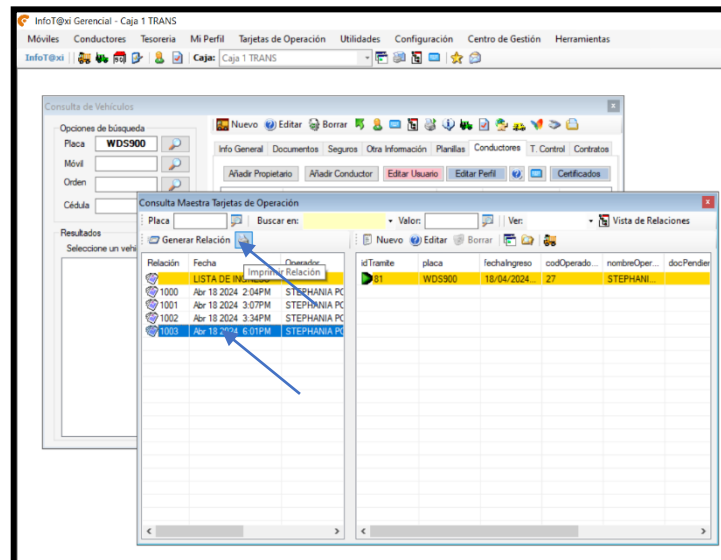 InfoT@xi Gerencial - Caja 1 TRANS
Móviles Conductores Tesoreria Mi Perfil Tarjetas de Operación Utilidades Configuración Centro de Gestión Herramientas
InfoT@xi Caja: Caja 1 TRANS
Consulta de Vehículos
Opciones de búsqueda
Nuevo Editar Borrar
Placa WDS900
Info General Documentos Seguros Otra Información Planillas Conductores T. Control Contratos
Móvil
Añadir Propietario Añadir Conductor Editar Usuario Editar Perfil Certificados
Orden
Cédula
Resultados
Seleccione un vehi
Consulta Maestra Tarjetas de Operación
Placa Buscar en: Valor: Ver: Vista de Relaciones
Generar Relación Nuevo Editar Borrar
Imprimir Relación
Relación Fecha Operador idTramite placa fechaIngreso codOperado... nombreOper... docPendier
LISTA DE 81 WDS900 18/04/2024... 27 STEPHANI...
1000 Abr 18 2024 2:04PM STEPHANIA PO
1001 Abr 18 2024 3:07PM STEPHANIA PO
1002 Abr 18 2024 3:34PM STEPHANIA PO
1003 Abr 18 2024 6:01PM STEPHANIA PO